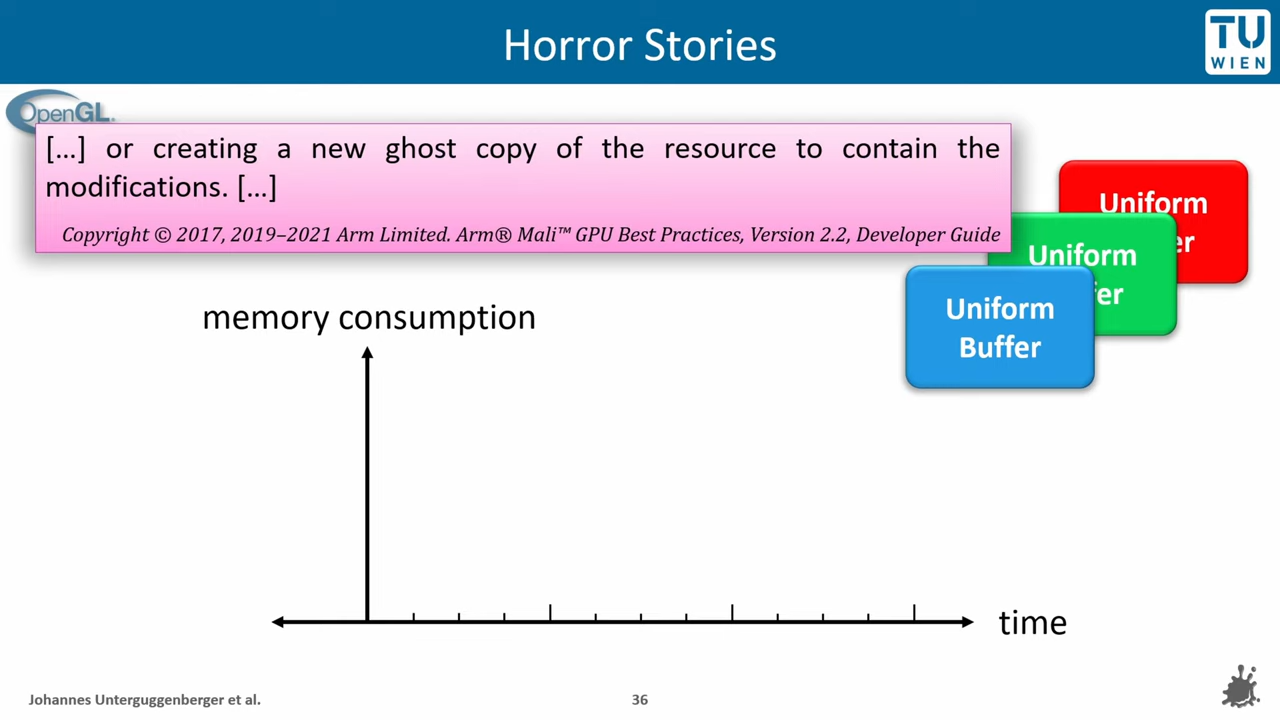 Horror Stories
TU
WIEN
OpenGL
[…] or creating a new ghost copy of the resource to contain the
modifications. […]
Copyright © 2017, 2019–2021 Arm Limited. Arm® Mali™ GPU Best Practices, Version 2.2, Developer Guide
Uniform
er
Uniform
fer
Uniform
Buffer
memory consumption
time
Johannes Unterguggenberger et al.
36